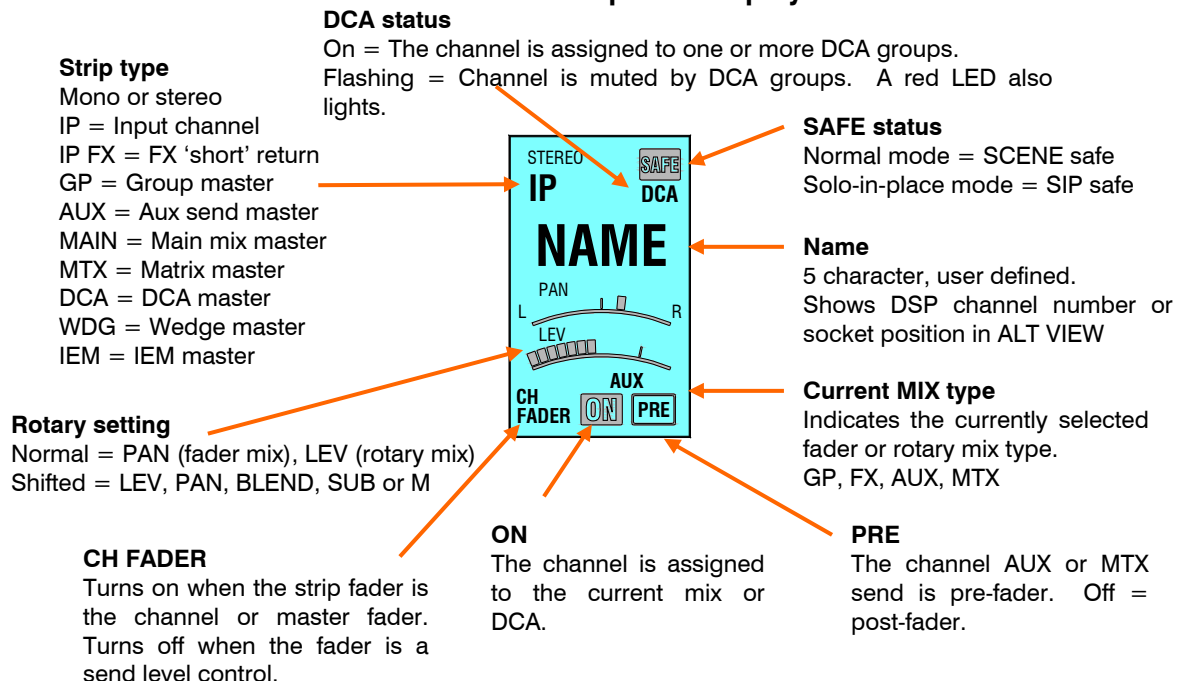 DCA status
On = The channel is assigned to one or more DCA groups.
Flashing = Channel is muted by DCA groups. A red LED also
lights.
Strip type
Mono or stereo
IP = Input channel
IP FX = FX ‘short’ return
GP = Group master
AUX = Aux send master
MAIN = Main mix master
MTX = Matrix master
DCA = DCA master
WDG = Wedge master
IEM = IEM master
STEREO
SAFE
IP
DCA
NAME
PAN
L
R
LEV
AUX
CH
FADER
ON
PRE
SAFE status
Normal mode = SCENE safe
Solo-in-place mode = SIP safe
Name
5 character, user defined.
Shows DSP channel number or
socket position in ALT VIEW
Current MIX type
Indicates the currently selected
fader or rotary mix type.
GP, FX, AUX, MTX
Rotary setting
Normal = PAN (fader mix), LEV (rotary mix)
Shifted = LEV, PAN, BLEND, SUB or M
CH FADER
Turns on when the strip fader is
the channel or master fader.
Turns off when the fader is a
send level control.
ON
The channel is assigned
to the current mix or
DCA.
PRE
The channel AUX or MTX
send is pre-fader. Off =
post-fader.